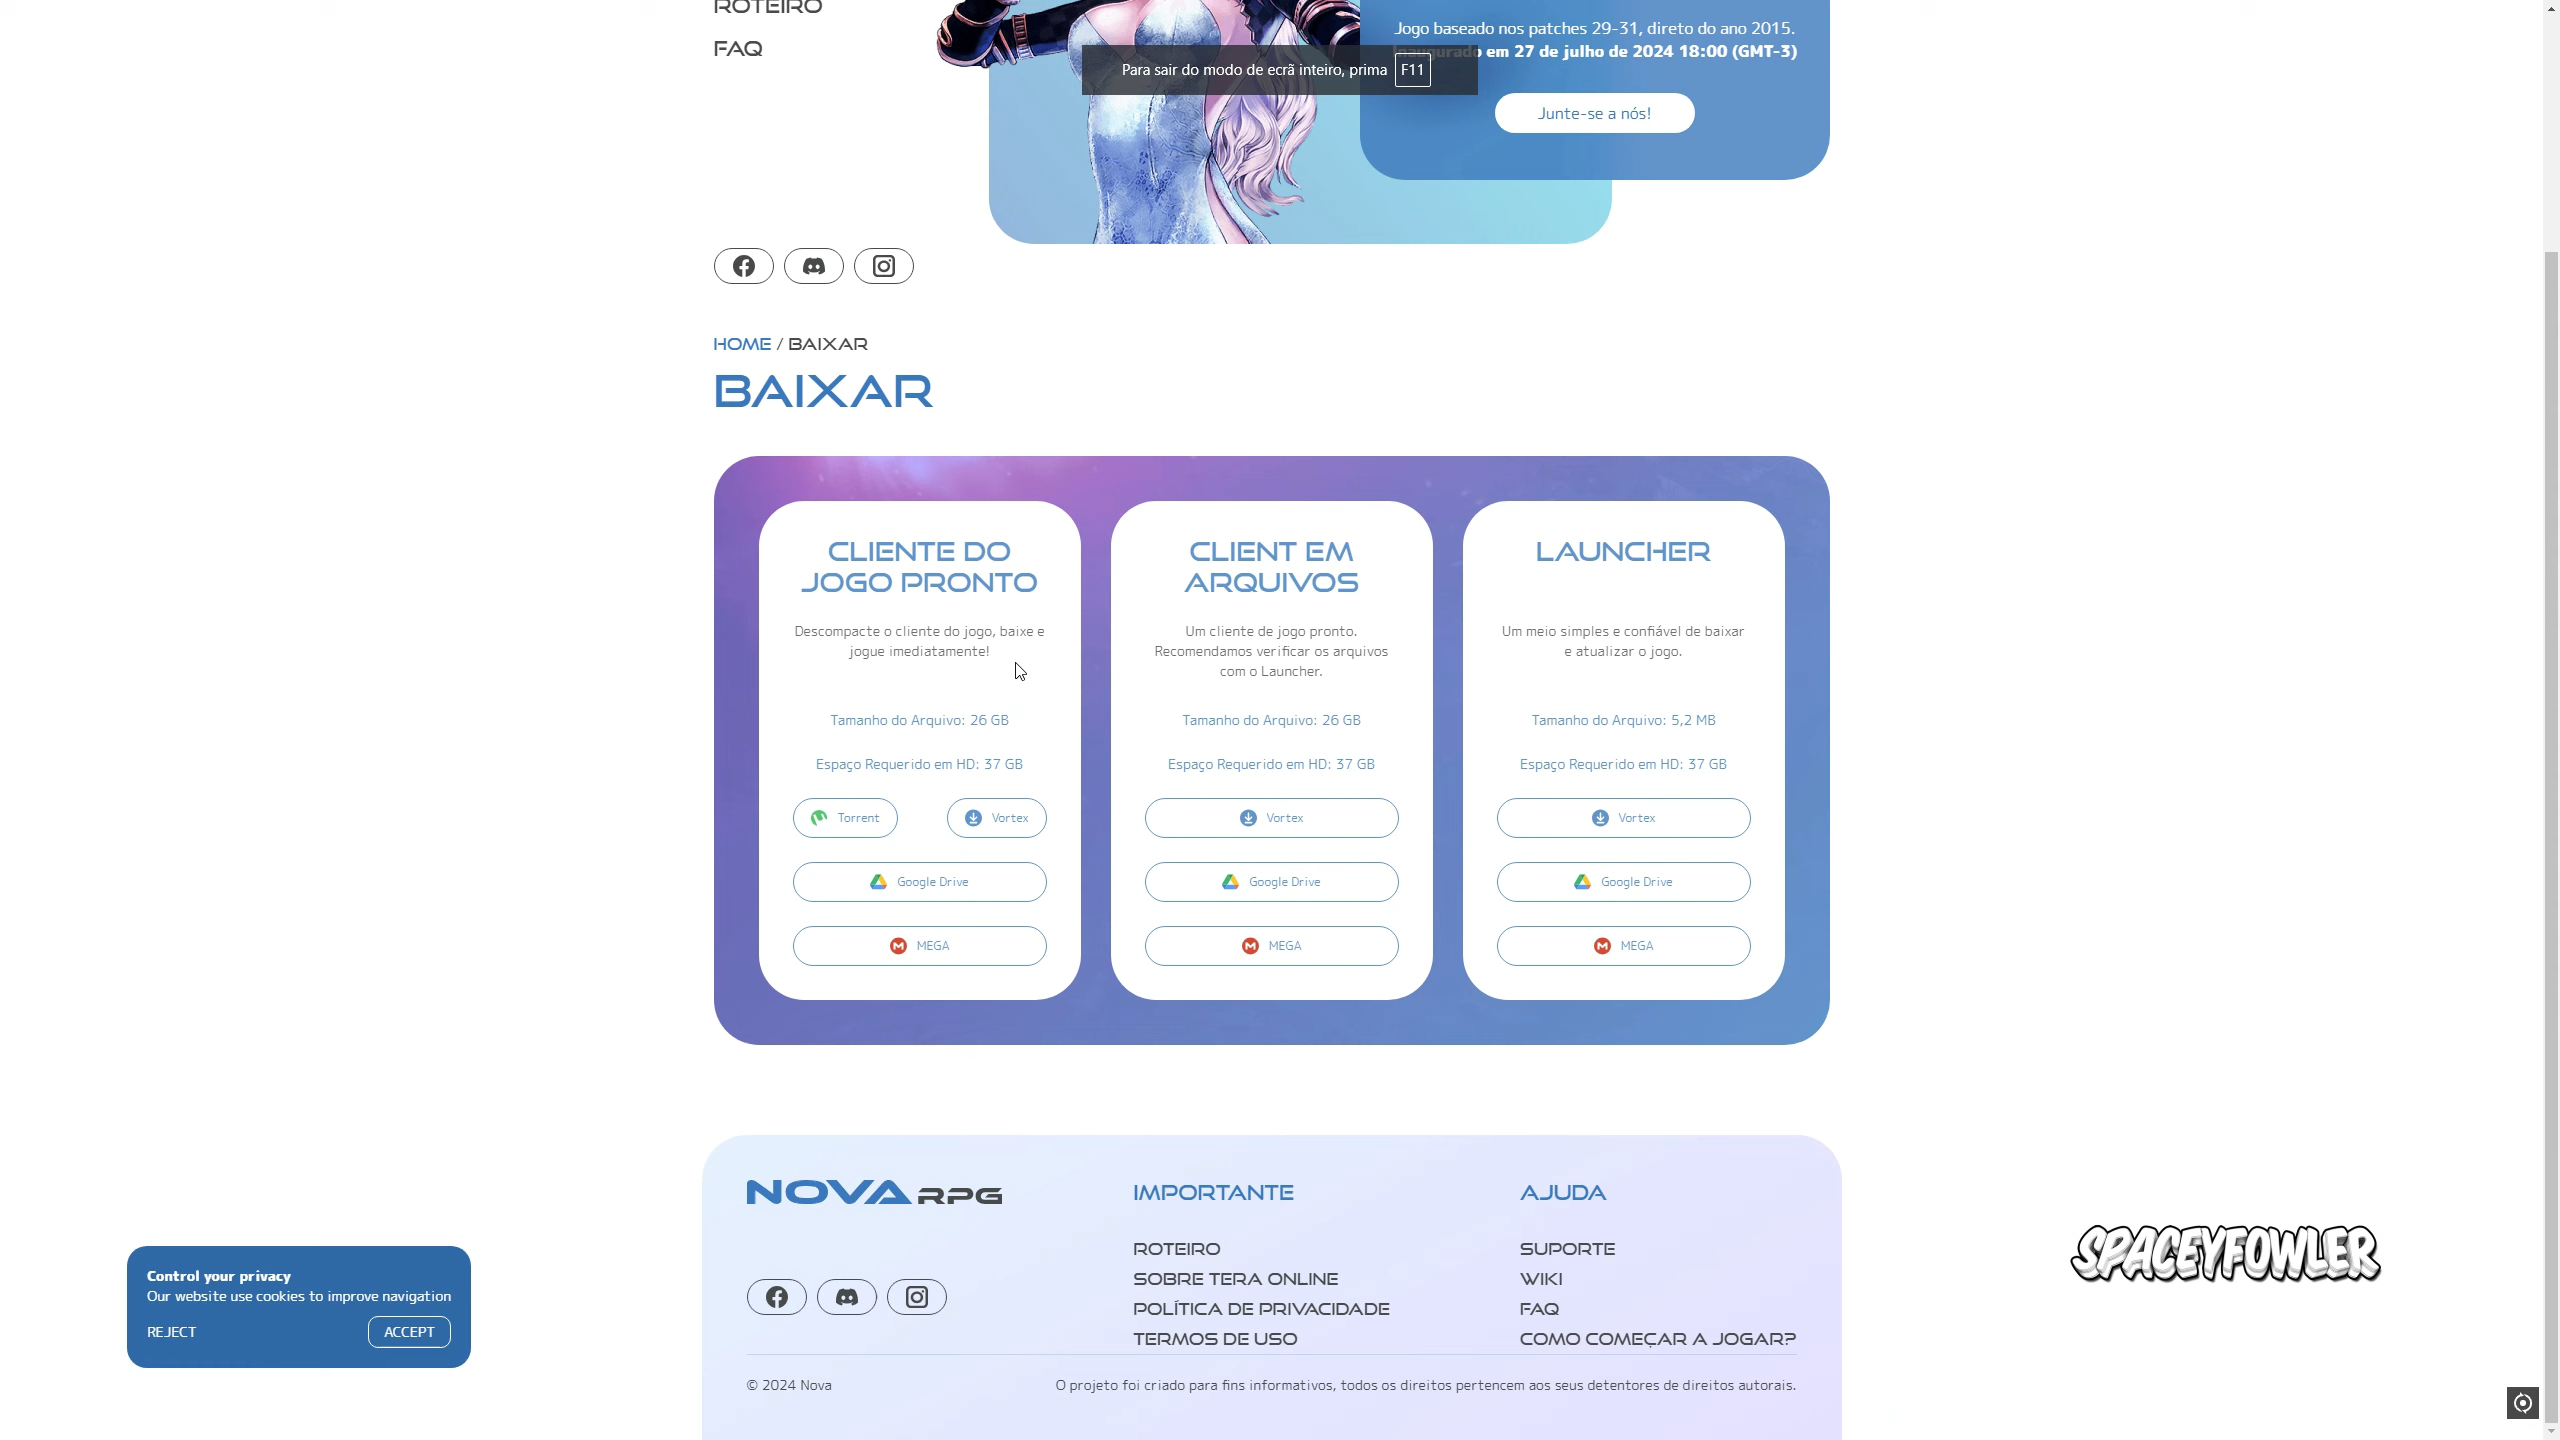 ROTEIRO
FAQ
Jogo baseado nos patches 29-31, direto do ano 2015.
Inaugurado em 27 de julho de 2024 18:00 (GMT-3)
Para sair do modo de ecrã inteiro, prima F11
Junte-se a nós!
HOME / BAIXAR
BAIXAR
CLIENTE DO
JOGO PRONTO
Descompacte o cliente do jogo, baixe e
jogue imediatamente!
Tamanho do Arquivo: 26 GB
Espaço Requerido em HD: 37 GB
Torrent
Vortex
Google Drive
MEGA
CLIENT EM
ARQUIVOS
Um cliente de jogo pronto.
Recomendamos verificar os arquivos
com o Launcher.
Tamanho do Arquivo: 26 GB
Espaço Requerido em HD: 37 GB
Vortex
Google Drive
MEGA
LAUNCHER
Um meio simples e confiável de baixar
e atualizar o jogo.
Tamanho do Arquivo: 5,2 MB
Espaço Requerido em HD: 37 GB
Vortex
Google Drive
MEGA
NOVA RPG
IMPORTANTE
ROTEIRO
SOBRE TERA ONLINE
POLÍTICA DE PRIVACIDADE
TERMOS DE USO
AJUDA
SUPORTE
WIKI
FAQ
COMO COMEÇAR A JOGAR?
© 2024 Nova
O projeto foi criado para fins informativos, todos os direitos pertencem aos seus detentores de direitos autorais.
Control your privacy
Our website use cookies to improve navigation
REJECT
ACCEPT
SPACEYFOWLER